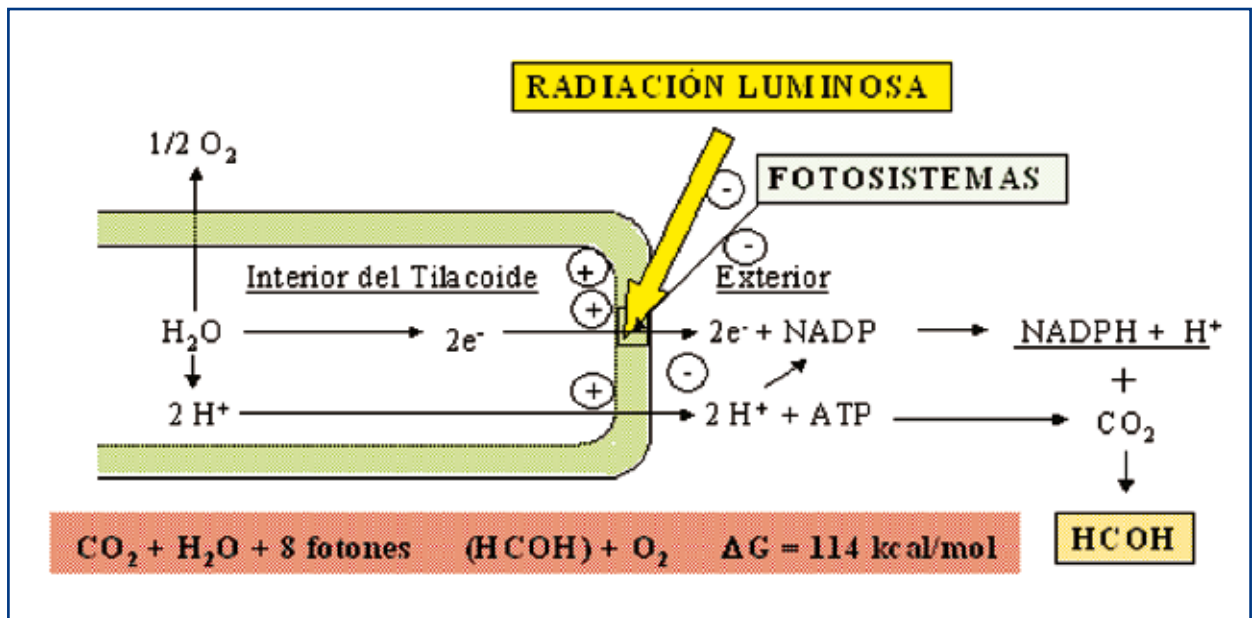 RADIACIÓN LUMINOSA
1/2 O₂
FOTOSISTEMAS
-
-
Interior del Tilacoide
+
Exterior
+
H₂O
2e⁻
2e⁻ + NADP
NADPH + H⁺
-
+
+
2 H⁺
2 H⁺ + ATP
CO₂
CO₂ + H₂O + 8 fotones (HCOH) + O₂ ΔG = 114 kcal/mol
HCOH